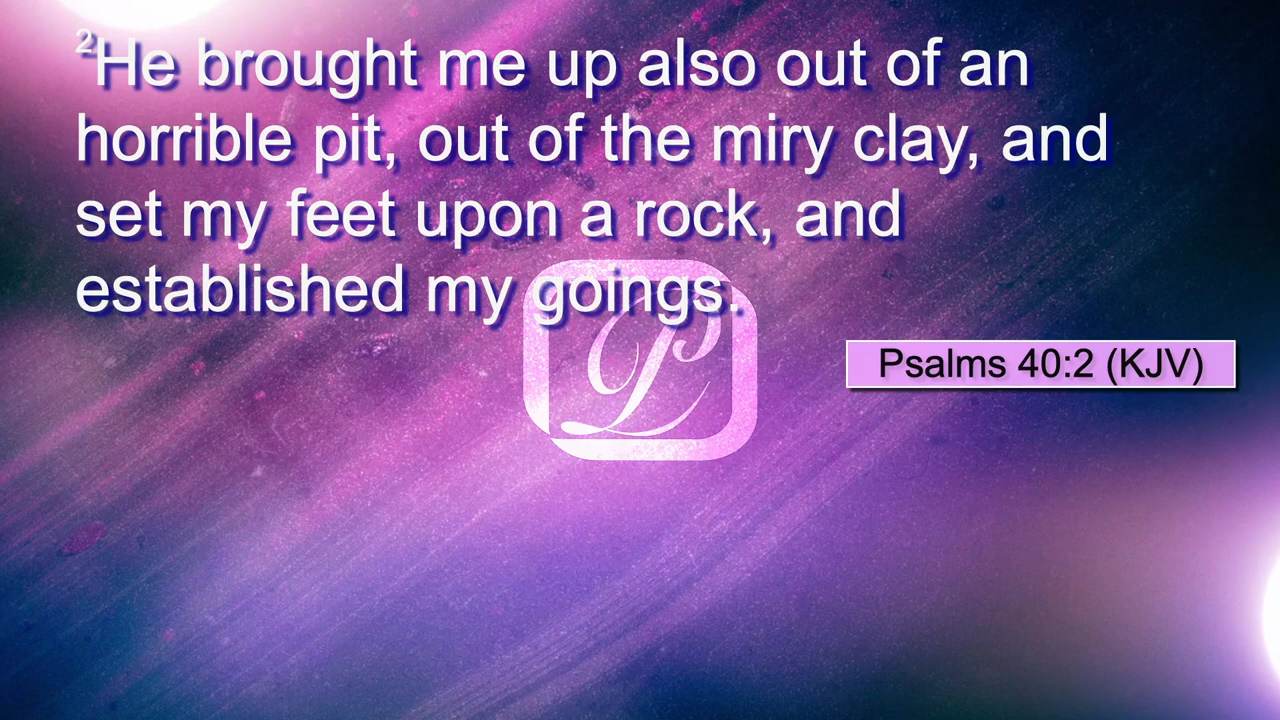 ²He brought me up also out of an
horrible pit, out of the miry clay, and
set my feet upon a rock, and
established my goings.
P
Psalms 40:2 (KJV)